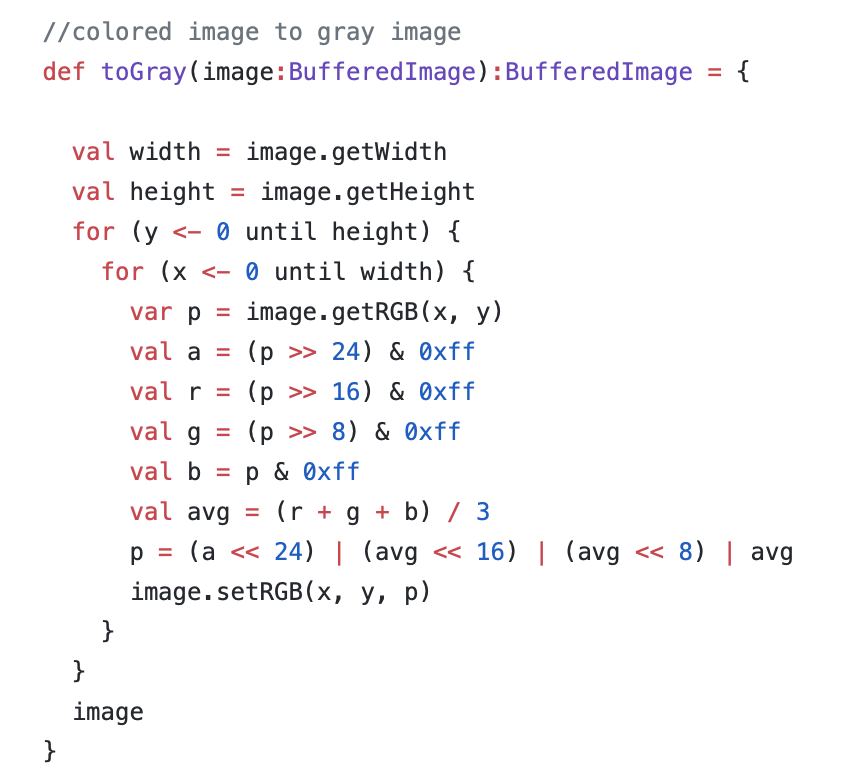 //colored image to gray image
def toGray(image:BufferedImage):BufferedImage = {

  val width = image.getWidth
  val height = image.getHeight
  for (y <- 0 until height) {
    for (x <- 0 until width) {
      var p = image.getRGB(x, y)
      val a = (p >> 24) & 0xff
      val r = (p >> 16) & 0xff
      val g = (p >> 8) & 0xff
      val b = p & 0xff
      val avg = (r + g + b) / 3
      p = (a << 24) | (avg << 16) | (avg << 8) | avg
      image.setRGB(x, y, p)
    }
  }
  image
}